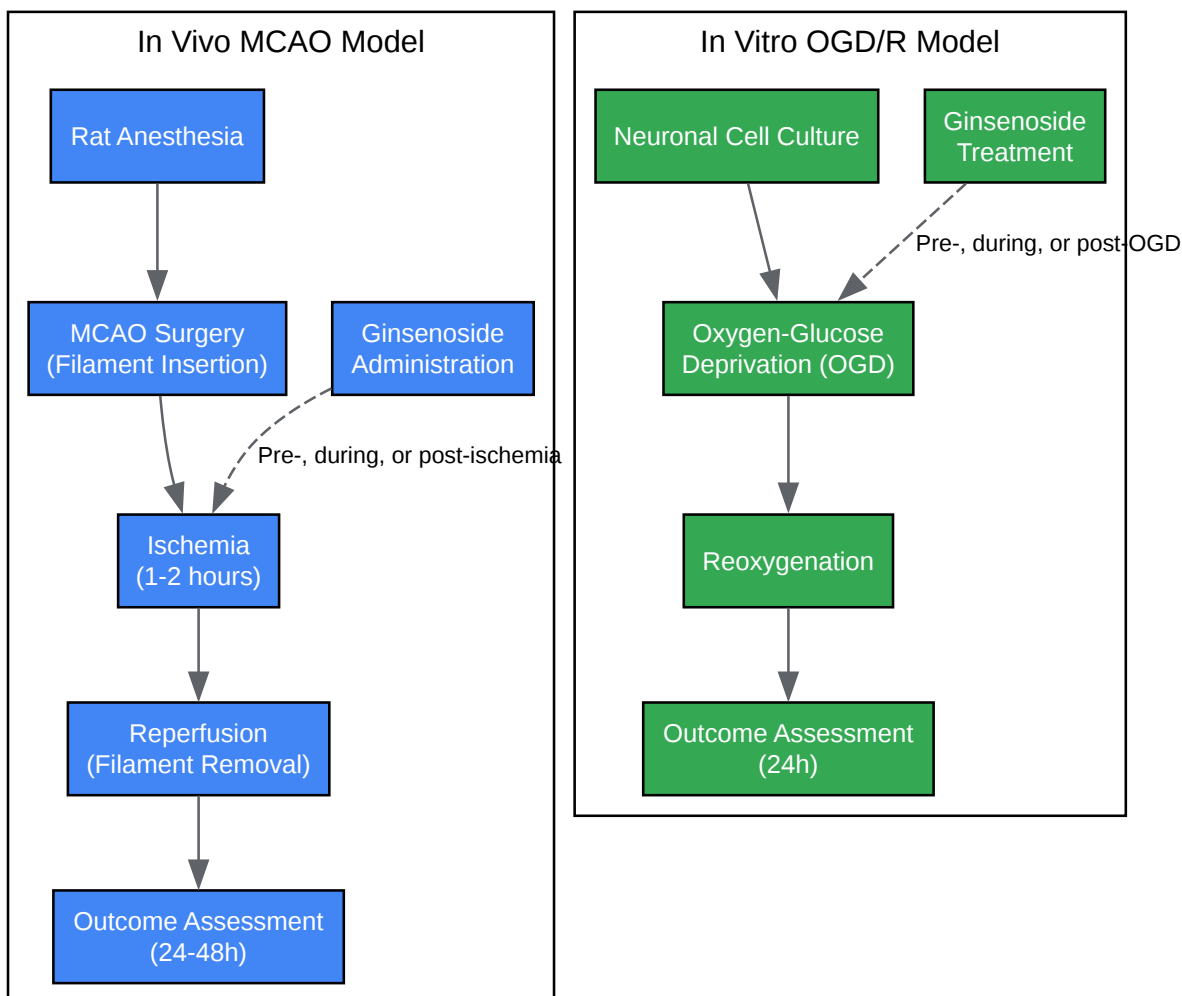 In Vivo MCAO Model
Rat Anesthesia
MCAO Surgery
(Filament Insertion)
Ginsenoside
Administration
Pre-, during, or post-ischemia
Ischemia
(1-2 hours)
Reperfusion
(Filament Removal)
Outcome Assessment
(24-48h)
In Vitro OGD/R Model
Neuronal Cell Culture
Ginsenoside
Treatment
Pre-, during, or post-OGD
Oxygen-Glucose
Deprivation (OGD)
Reoxygenation
Outcome Assessment
(24h)